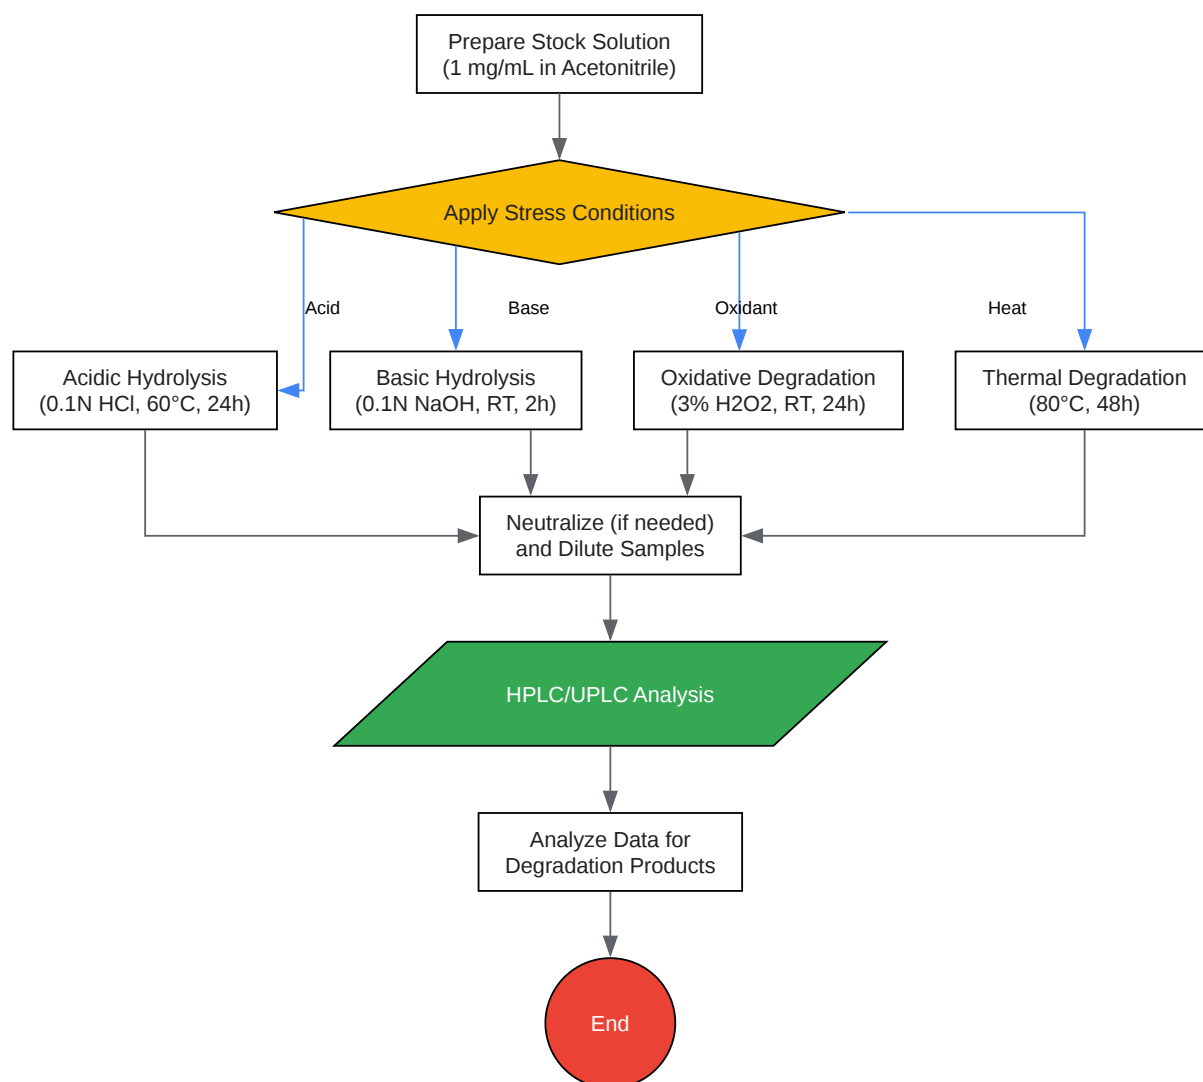 Prepare Stock Solution
(1 mg/mL in Acetonitrile)
Apply Stress Conditions
Acid
Base
Oxidant
Heat
Acidic Hydrolysis
(0.1N HCl, 60°C, 24h)
Basic Hydrolysis
(0.1N NaOH, RT, 2h)
Oxidative Degradation
(3% H2O2, RT, 24h)
Thermal Degradation
(80°C, 48h)
Neutralize (if needed)
and Dilute Samples
HPLC/UPLC Analysis
Analyze Data for
Degradation Products
End